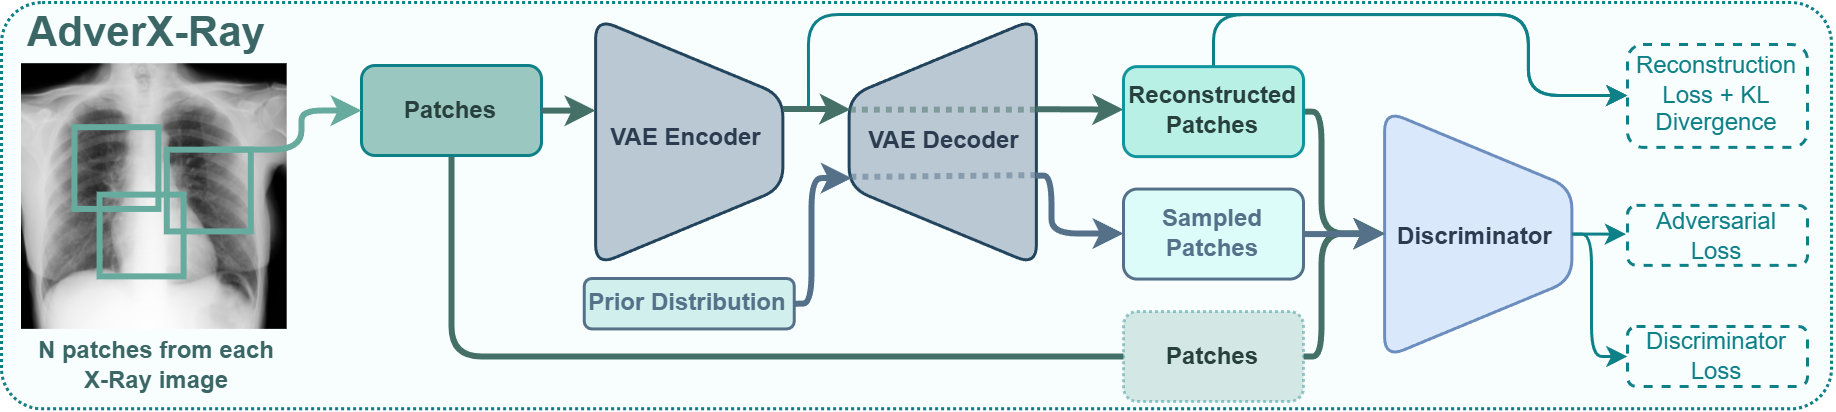 AdverX-Ray
N patches from each
X-Ray image
Patches
VAE Encoder
Prior Distribution
VAE Decoder
Reconstructed
Patches
Sampled
Patches
Patches
Discriminator
Reconstruction
Loss + KL
Divergence
Adversarial
Loss
Discriminator
Loss